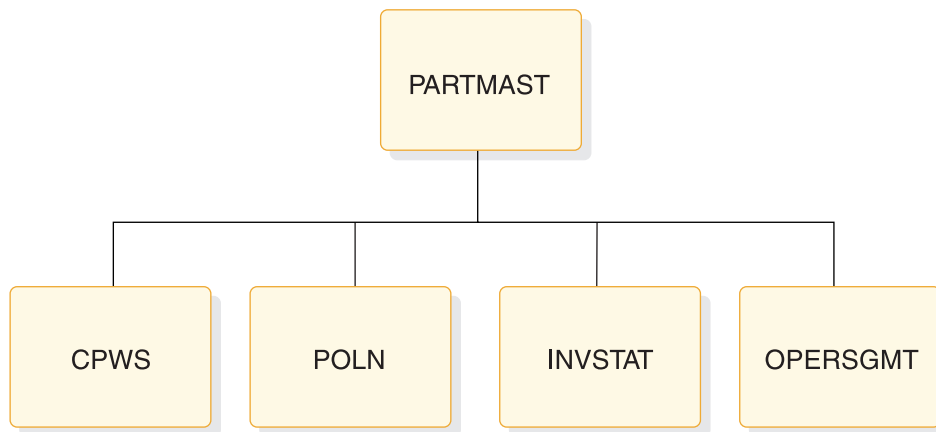 PARTMAST
CPWS
POLN
INVSTAT
OPERSGMT